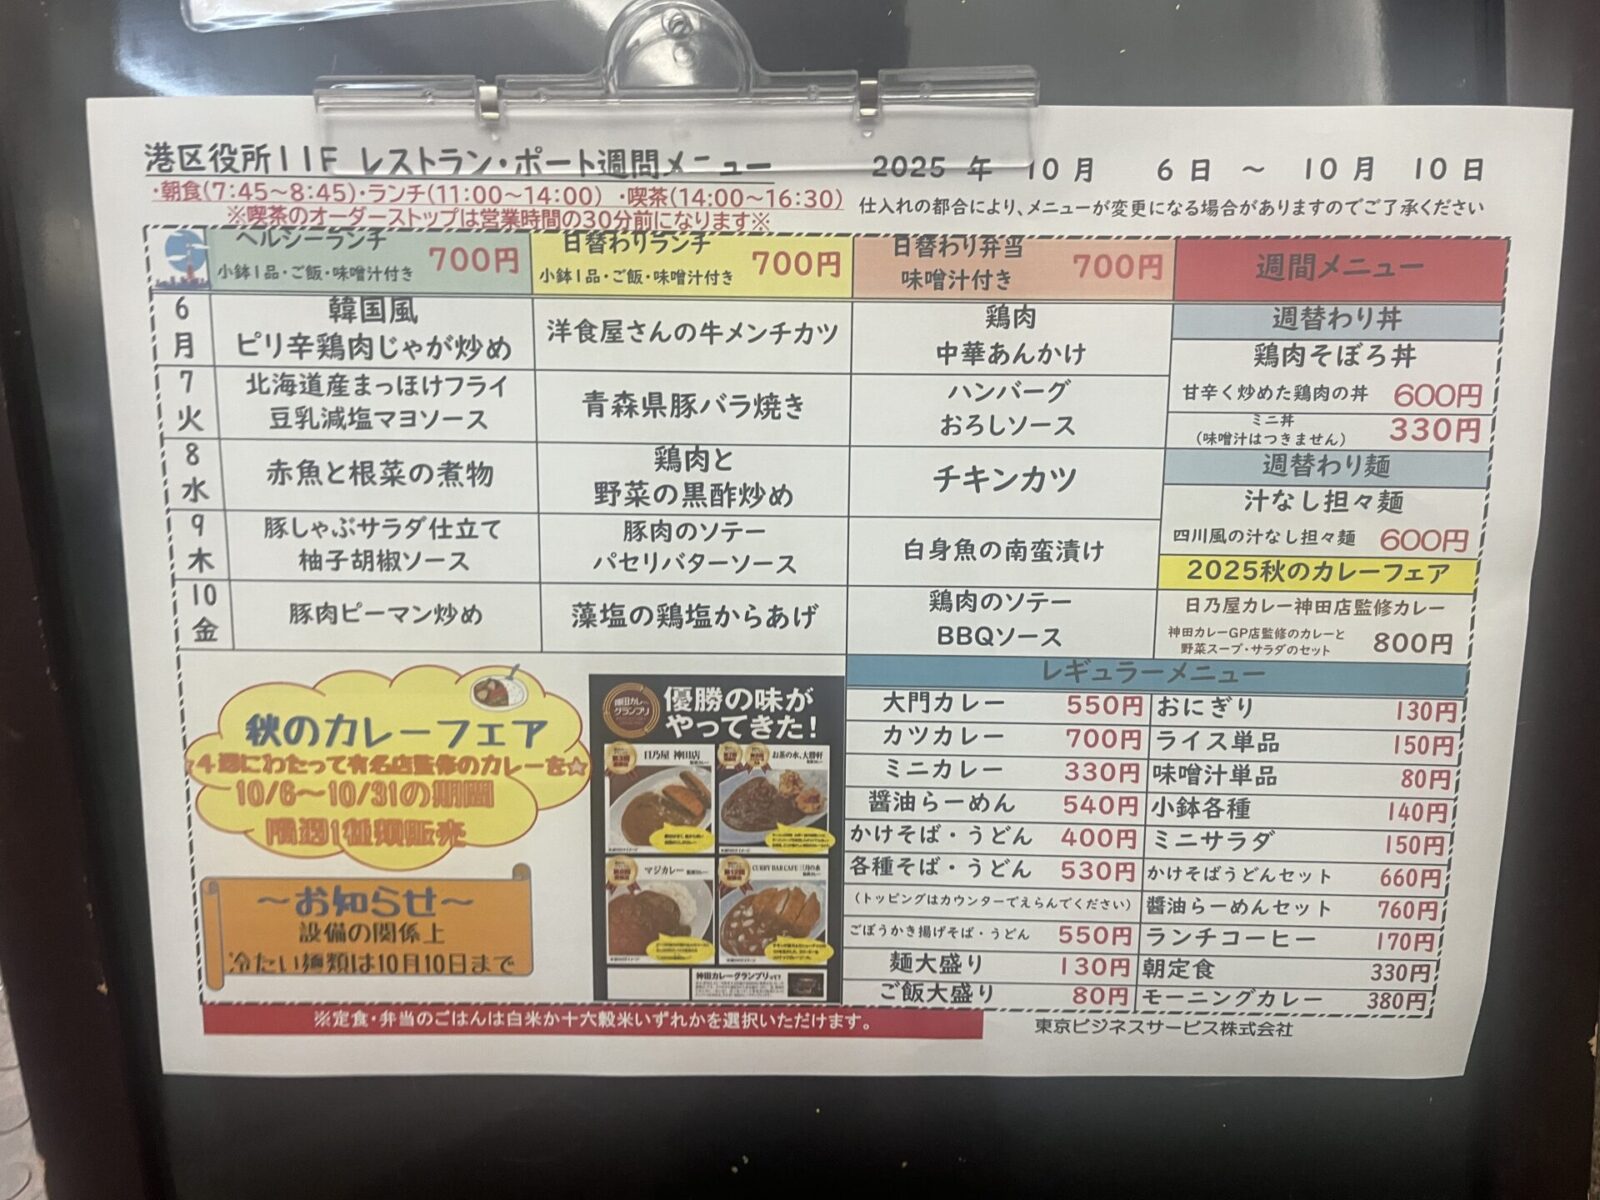 港区役所11F レストラン・ポート週間メニュー
2025 年 10月 6日 ～ 10月 10日
・朝食(7:45～8:45)・ランチ(11:00～14:00) ・喫茶(14:00～16:30)
※喫茶のオーダーストップは営業時間の30分前になります※
仕入れの都合により、メニューが変更になる場合がありますのでご了承ください
ヘルシーランチ
小鉢1品・ご飯・味噌汁付き 700円
日替わりランチ
小鉢1品・ご飯・味噌汁付き 700円
日替わり弁当
味噌汁付き 700円
6
月
韓国風
ピリ辛鶏肉じゃが炒め
洋食屋さんの牛メンチカツ
鶏肉
中華あんかけ
7
火
北海道産まっほけフライ
豆乳減塩マヨソース
青森県豚バラ焼き
ハンバーグ
おろしソース
8
水
赤魚と根菜の煮物
鶏肉と
野菜の黒酢炒め
チキンカツ
9
木
豚しゃぶサラダ仕立て
柚子胡椒ソース
豚肉のソテー
パセリバターソース
白身魚の南蛮漬け
10
金
豚肉ピーマン炒め
藻塩の鶏塩からあげ
鶏肉のソテー
BBQソース
週間メニュー
週替わり丼
鶏肉そぼろ丼
甘辛く炒めた鶏肉の丼 600円
ミニ丼
(味噌汁はつきません) 330円
週替わり麺
汁なし担々麺
四川風の汁なし担々麺 600円
2025秋のカレーフェア
日乃屋カレー神田店監修カレー
神田カレーGP店監修のカレーと
野菜スープ・サラダのセット 800円
レギュラーメニュー
大門カレー 550円 おにぎり 130円
カツカレー 700円 ライス単品 150円
ミニカレー 330円 味噌汁単品 80円
醤油らーめん 540円 小鉢各種 140円
かけそば・うどん 400円 ミニサラダ 150円
各種そば・うどん 530円 かけそばうどんセット 660円
(トッピングはカウンターでえらんでください) 醤油らーめんセット 760円
ごぼうかき揚げそば・うどん 550円 ランチコーヒー 170円
麺大盛り 130円 朝定食 330円
ご飯大盛り 80円 モーニングカレー 380円
秋のカレーフェア
4週にわたって有名店監修のカレーを☆
10/6～10/31の期間
隔週1種類販売
～お知らせ～
設備の関係上
冷たい麺類は10月10日まで
神田カレー
グランプリ
優勝の味が
やってきた!
日乃屋 神田店
お茶の水、大勝軒
マジカレー
CURRY BAR CAFE 三月の水
神田カレーグランプリ
※定食・弁当のごはんは白米か十六穀米いずれかを選択いただけます。
東京ビジネスサービス株式会社